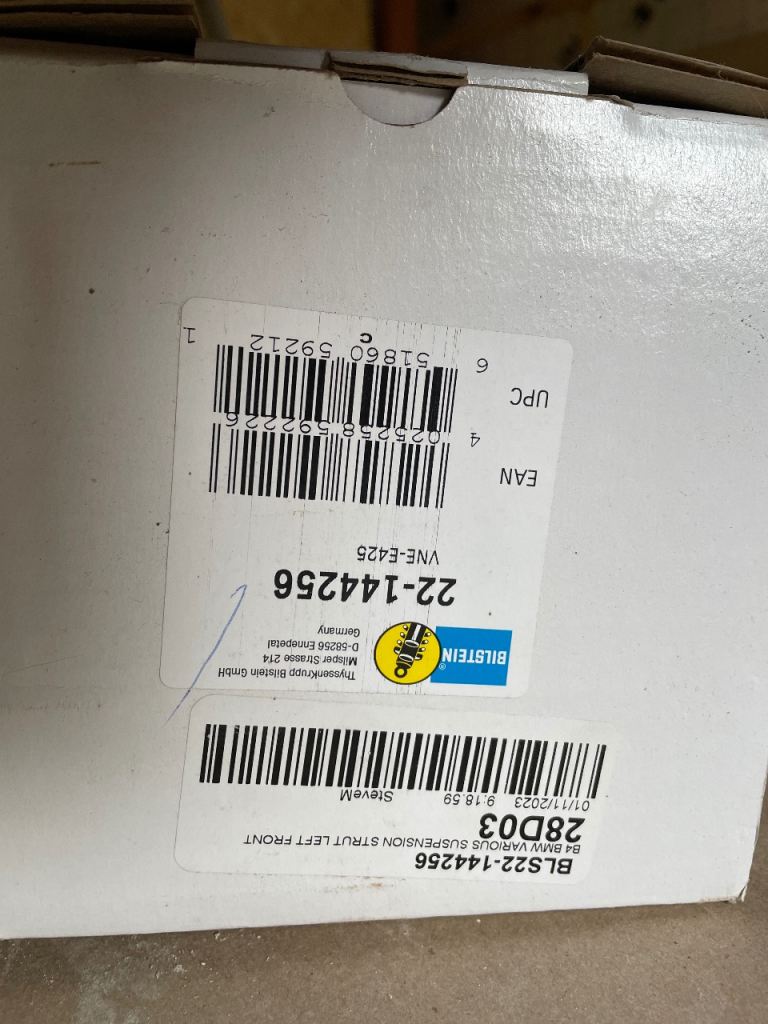 BLS22-144256
B4 BMW VARIOUS SUSPENSION STRUT LEFT FRONT
28D03
01/11/2023 9:18.59 SteveM
BILSTEIN®
ThyssenKrupp Bilstein GmbH
Milsper Strasse 214
D-58256 Ennepetal
Germany
22-144256
VNE-E425
EAN
4 025258 592226
UPC
6 51860 59212 1
C